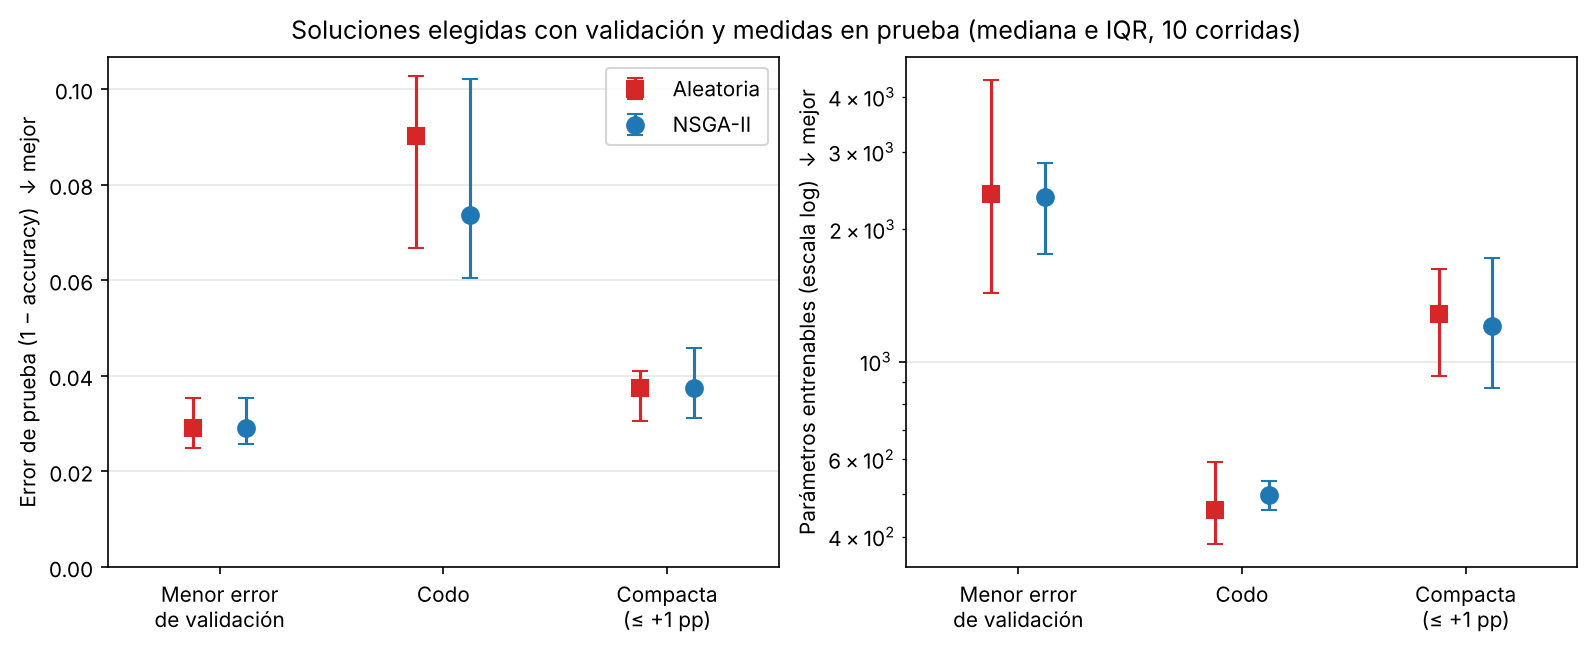 Soluciones elegidas con validación y medidas en prueba (mediana e IQR, 10 corridas)
Error de prueba (1 − accuracy) ↓ mejor
0.10
0.08
0.06
0.04
0.02
0.00
Aleatoria
NSGA-II
Menor error
de validación
Codo
Compacta
(≤ +1 pp)
Parámetros entrenables (escala log) ↓ mejor
4 × 10³
3 × 10³
2 × 10³
10³
6 × 10²
4 × 10²
Menor error
de validación
Codo
Compacta
(≤ +1 pp)